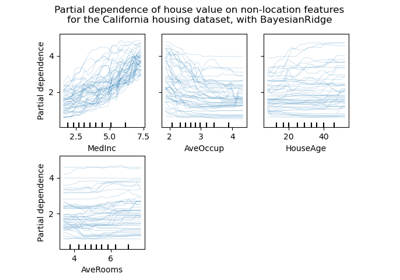 Partial dependence of house value on non-location features
for the California housing dataset, with BayesianRidge
Partial dependence
4
2
2.5 5.0 7.5
MedInc
2 3 4
AveOccup
20 40
HouseAge
Partial dependence
4
2
4 6
AveRooms